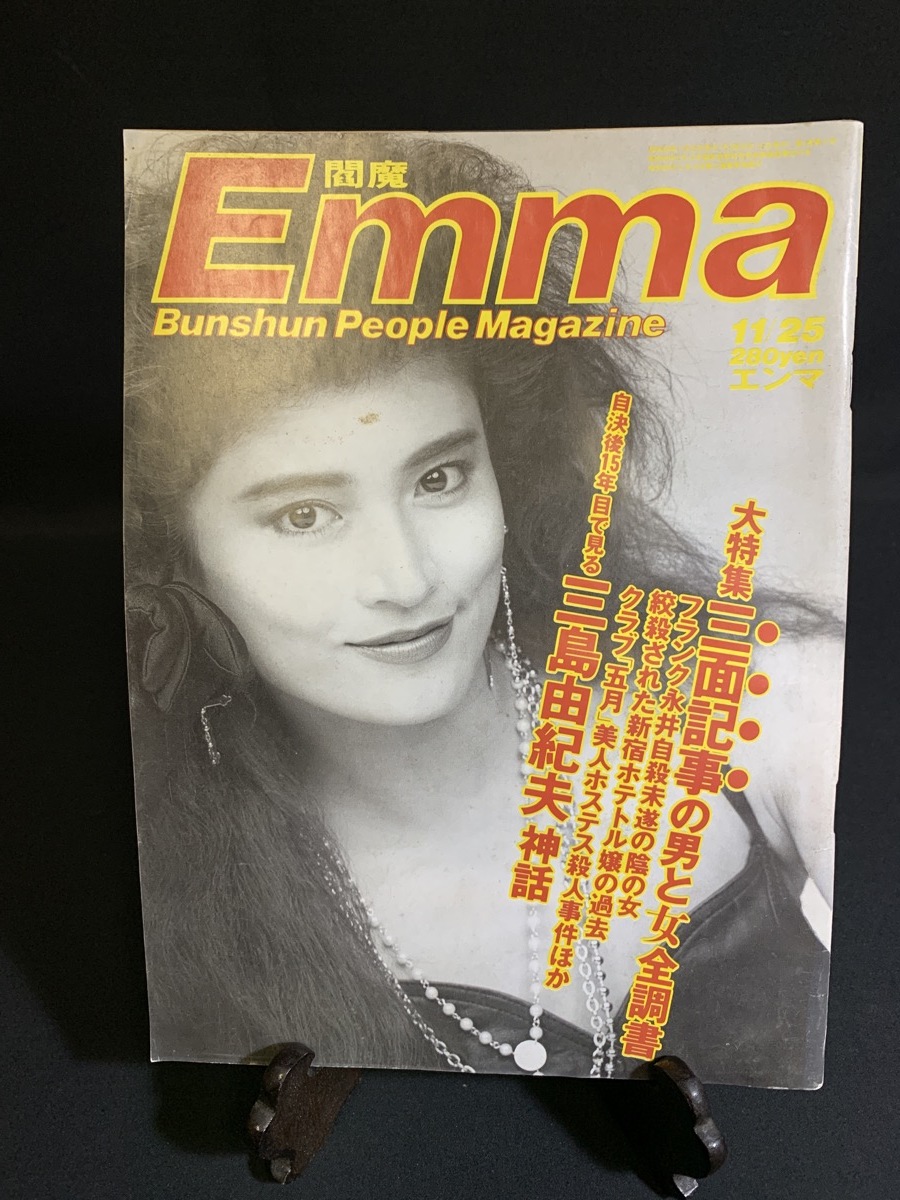 閻魔
Emma
Bunshun People Magazine
11 25
280yen
エンマ
大特集三面記事の男と女全調書
フランク永井自殺未遂の陰の女
絞殺された新宿ホテトル嬢の過去
クラブ「五月」美人ホステス殺人事件ほか
自決後15年目で見る三島由紀夫神話